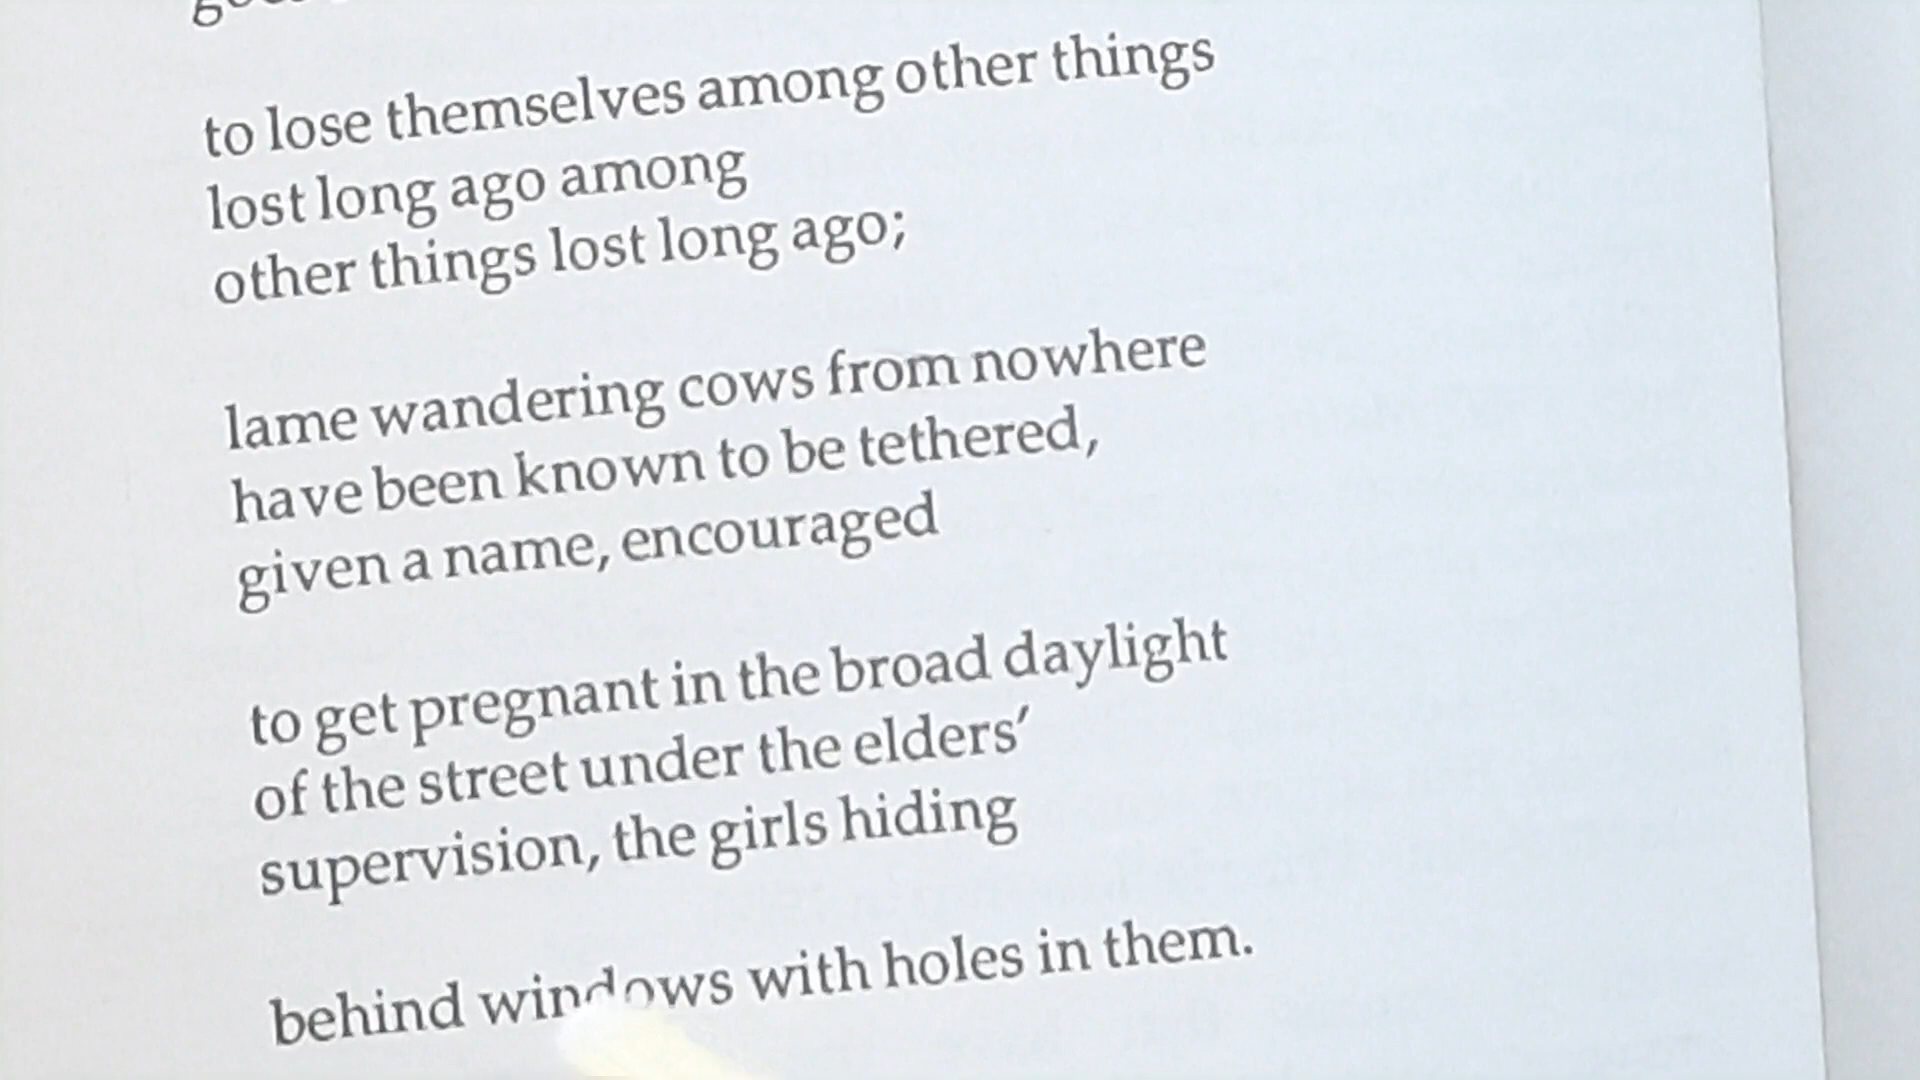 to lose themselves among other things
lost long ago among
other things lost long ago;
lame wandering cows from nowhere
have been known to be tethered,
given a name, encouraged
to get pregnant in the broad daylight
of the street under the elders'
supervision, the girls hiding
behind windows with holes in them.